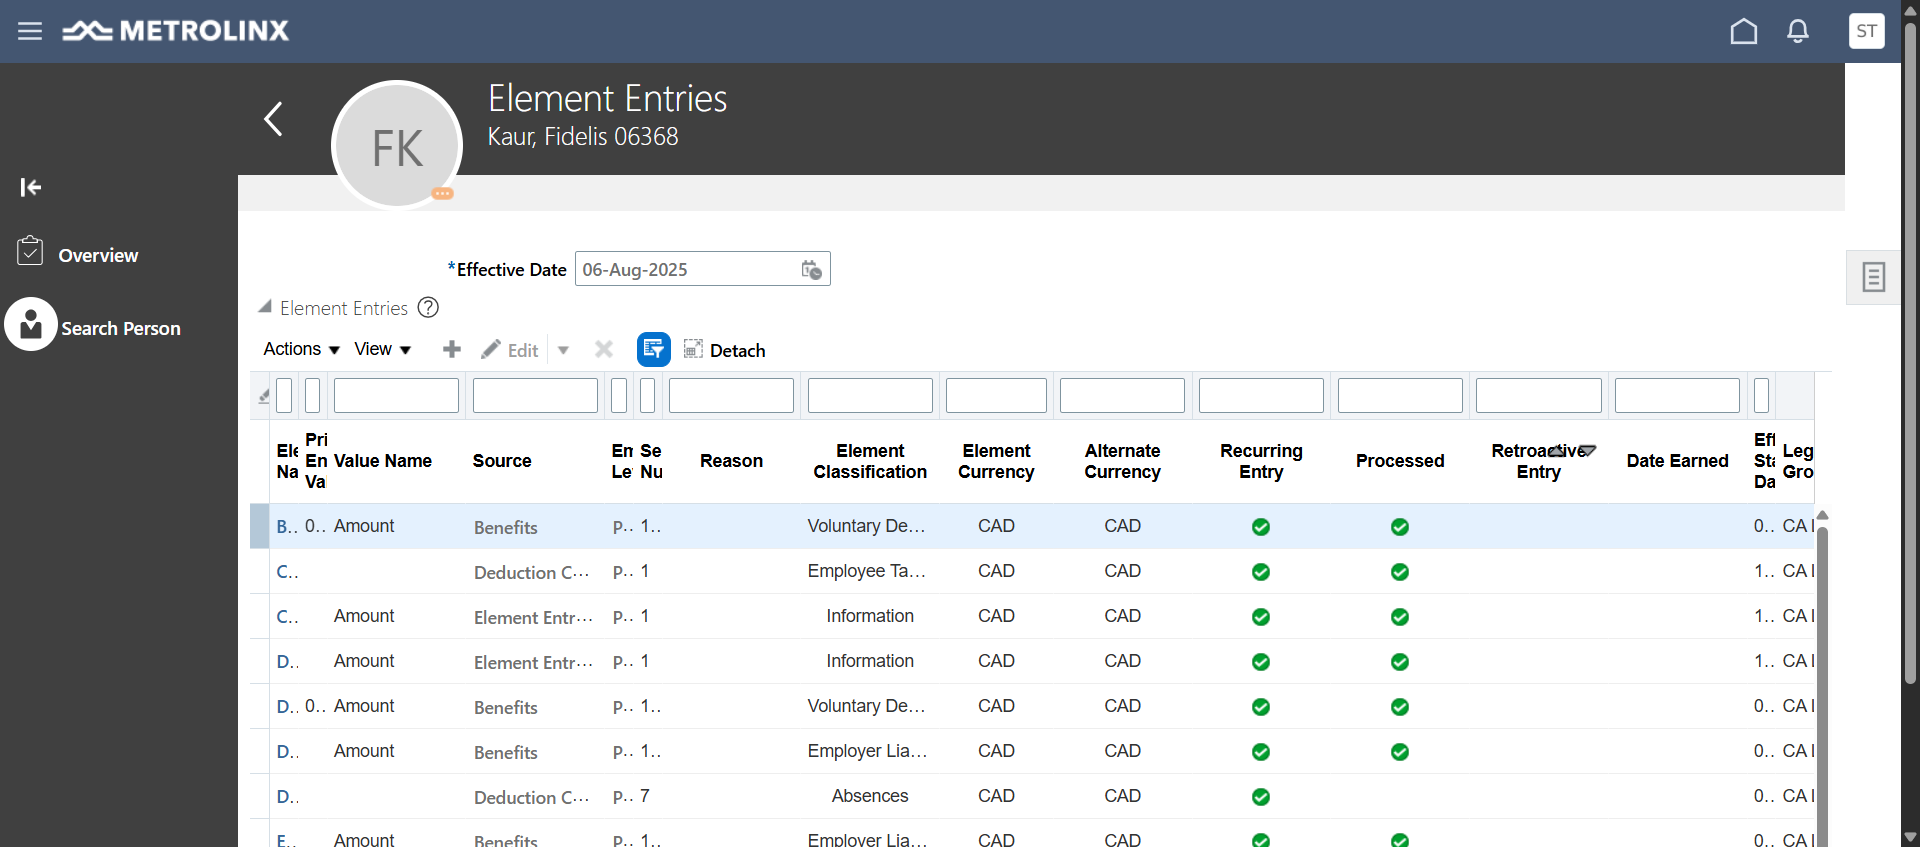 METROLINX
ST
Element Entries
Kaur, Fidelis 06368
FK
Overview
Search Person
*Effective Date 06-Aug-2025
Element Entries ?
Actions View Edit Detach
Ele Na Pri En Va Value Name Source Em Le Se Nu Reason Element Classification Element Currency Alternate Currency Recurring Entry Processed Retroactive Entry Date Earned Eff Sta Da Leg Gro
B.. 0.. Amount Benefits P.. 1.. Voluntary De... CAD CAD 0.. CA
C.. Deduction C... P.. 1 Employee Ta... CAD CAD 1.. CA
C.. Amount Element Entr... P.. 1 Information CAD CAD 1.. CA
D.. Amount Element Entr... P.. 1 Information CAD CAD 1.. CA
D.. 0.. Amount Benefits P.. 1.. Voluntary De... CAD CAD 0.. CA
D.. Amount Benefits P.. 1.. Employer Lia... CAD CAD 0.. CA
D.. Deduction C... P.. 7 Absences CAD CAD 0.. CA
E.. Amount Benefits P.. 1.. Employer Lia... CAD CAD 0.. CA